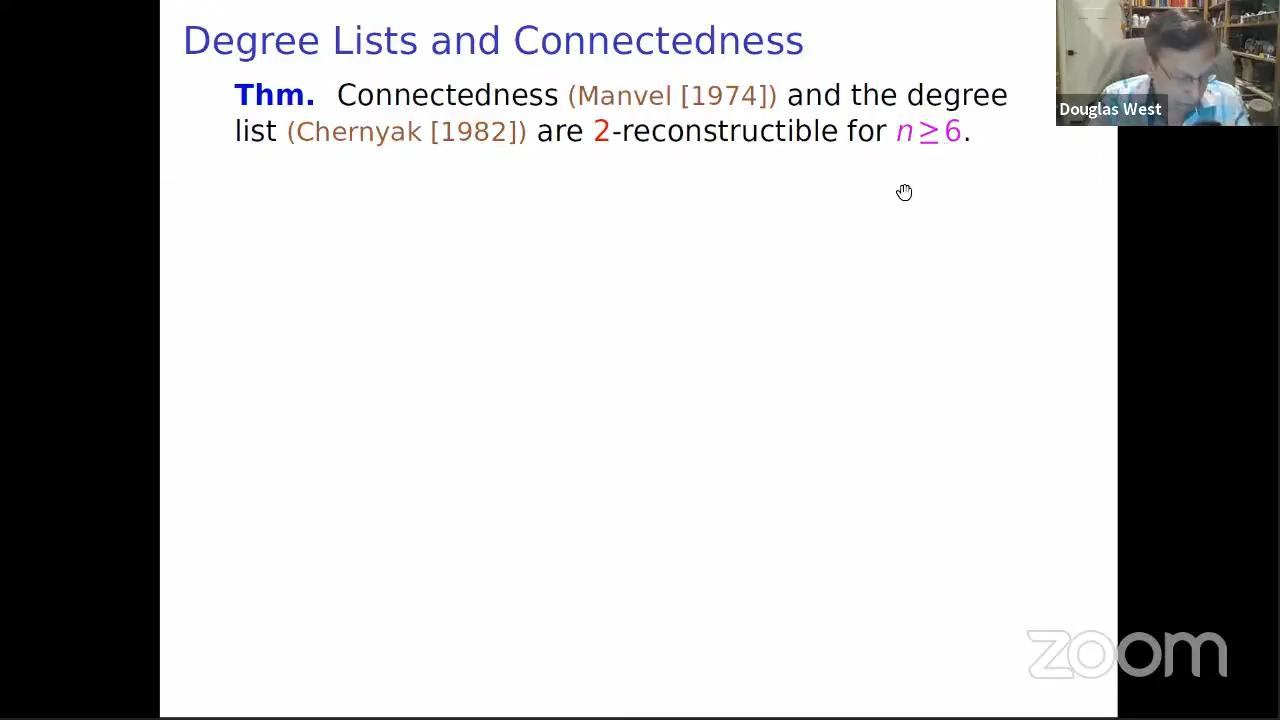 Degree Lists and Connectedness
Thm. Connectedness (Manvel [1974]) and the degree
list (Chernyak [1982]) are 2-reconstructible for n ≥ 6.
Douglas West
zoom